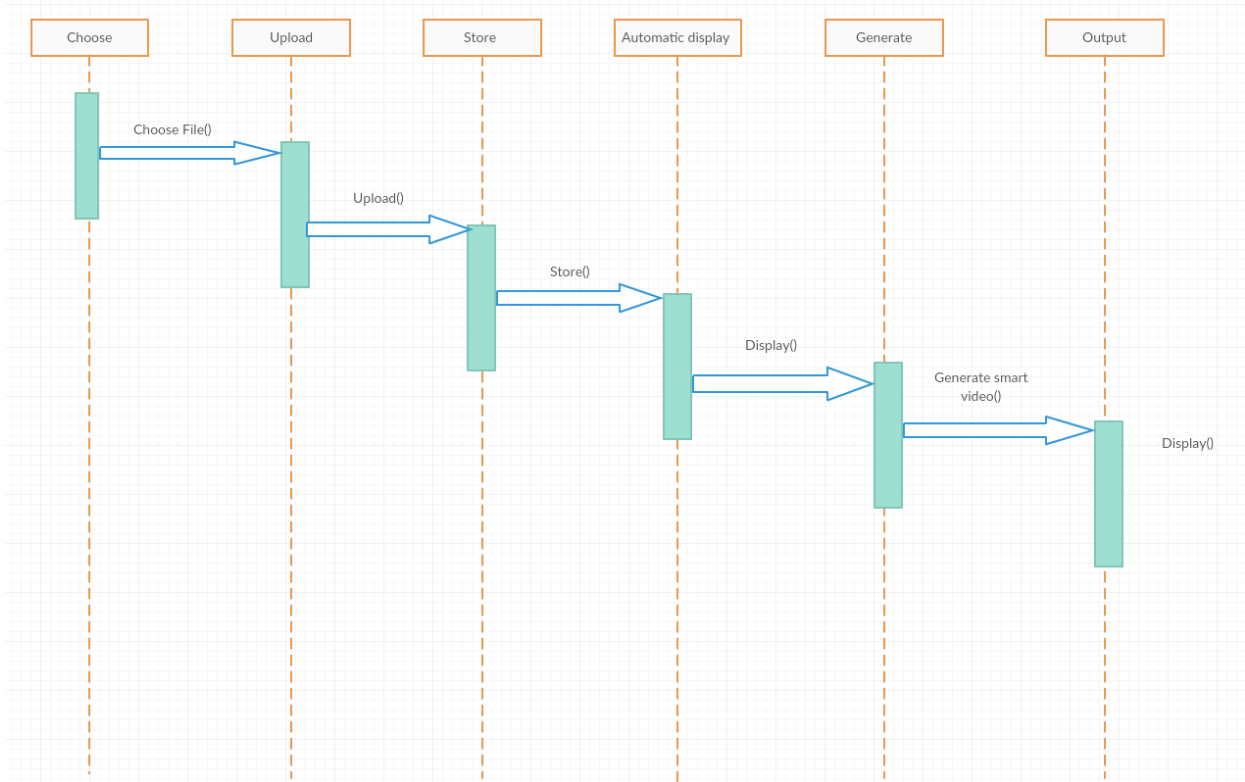 Choose
Upload
Store
Automatic display
Generate
Output
Choose File()
Upload()
Store()
Display()
Generate smart
video()
Display()